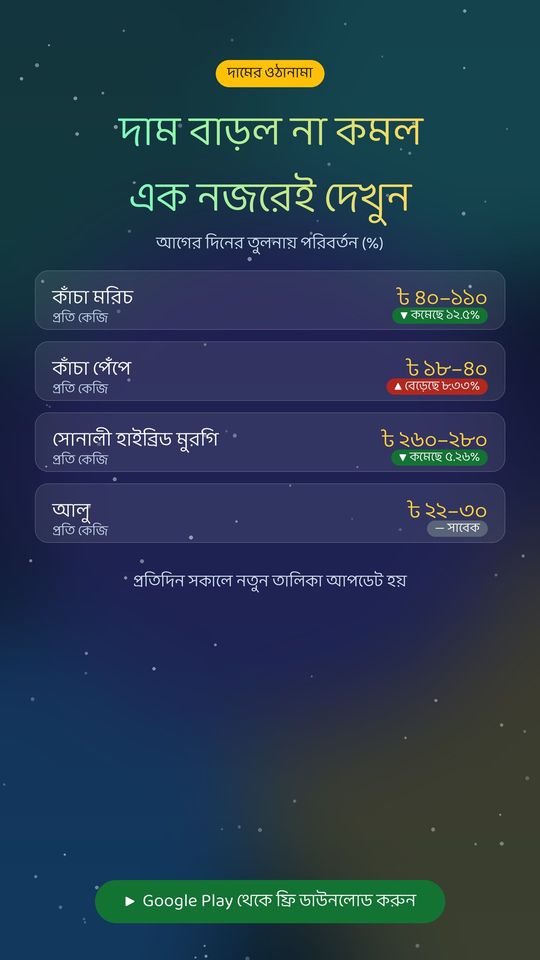 দামের ওঠানামা
দাম বাড়ল না কমল
এক নজরেই দেখুন
আগের দিনের তুলনায় পরিবর্তন (%)
কাঁচা মরিচ
৳ ৪০–১১০
প্রতি কেজি
▼ কমেছে ১২.৫%
কাঁচা পেঁপে
৳ ১৮–৪০
প্রতি কেজি
▲ বেড়েছে ৮.৩৩%
সোনালী হাইব্রিড মুরগি
৳ ২৬০–২৮০
প্রতি কেজি
▼ কমেছে ৫.২৬%
আলু
৳ ২২–৩০
প্রতি কেজি
— সাবেক
প্রতিদিন সকালে নতুন তালিকা আপডেট হয়
► Google Play থেকে ফ্রি ডাউনলোড করুন